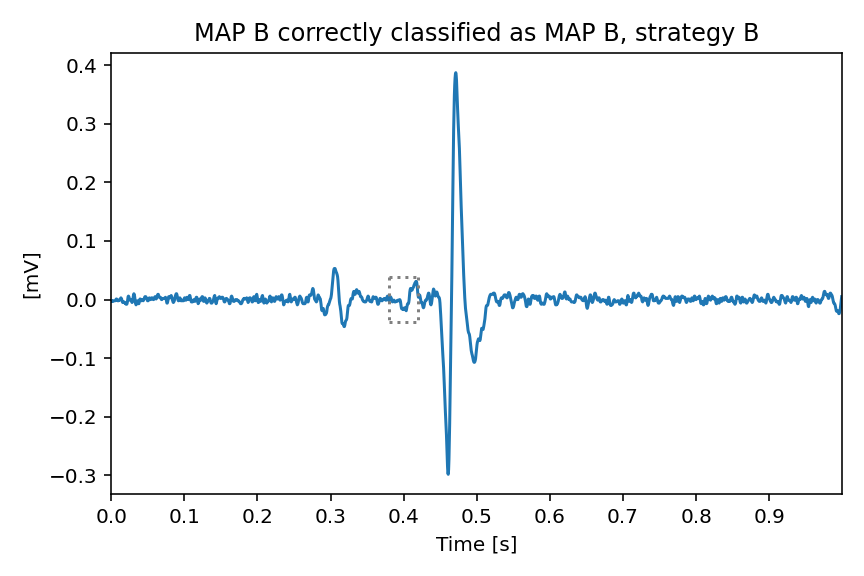 MAP B correctly classified as MAP B, strategy B
0.4
0.3
0.2
0.1
0.0
−0.1
−0.2
−0.3
[mV]
0.0 0.1 0.2 0.3 0.4 0.5 0.6 0.7 0.8 0.9
Time [s]